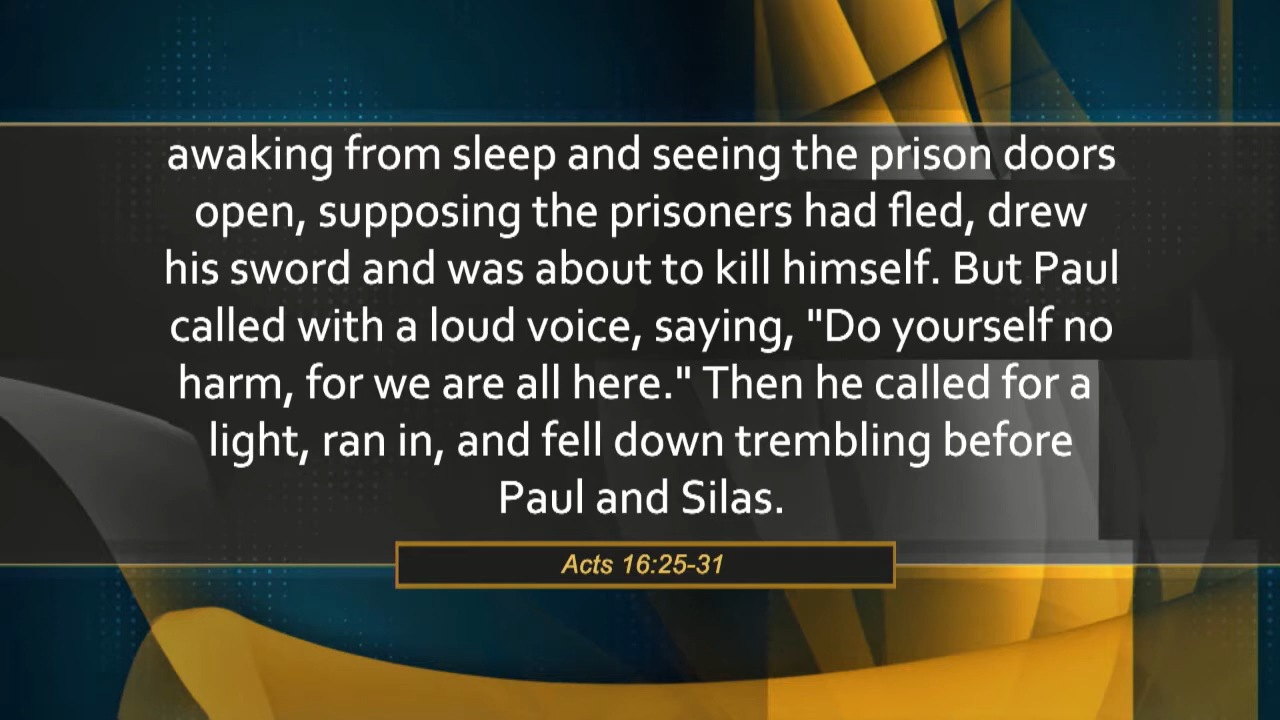 awaking from sleep and seeing the prison doors
open, supposing the prisoners had fled, drew
his sword and was about to kill himself. But Paul
called with a loud voice, saying, "Do yourself no
harm, for we are all here." Then he called for a
light, ran in, and fell down trembling before
Paul and Silas.
Acts 16:25-31